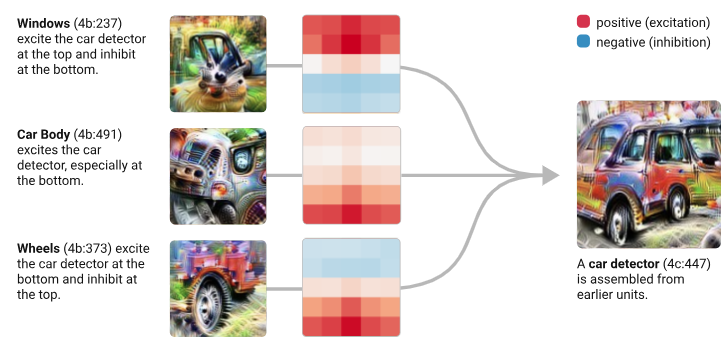 Windows (4b:237)
excite the car detector
at the top and inhibit
at the bottom.
Car Body (4b:491)
excites the car
detector, especially at
the bottom.
Wheels (4b:373) excite
the car detector at the
bottom and inhibit at
the top.
positive (excitation)
negative (inhibition)
A car detector (4c:447)
is assembled from
earlier units.